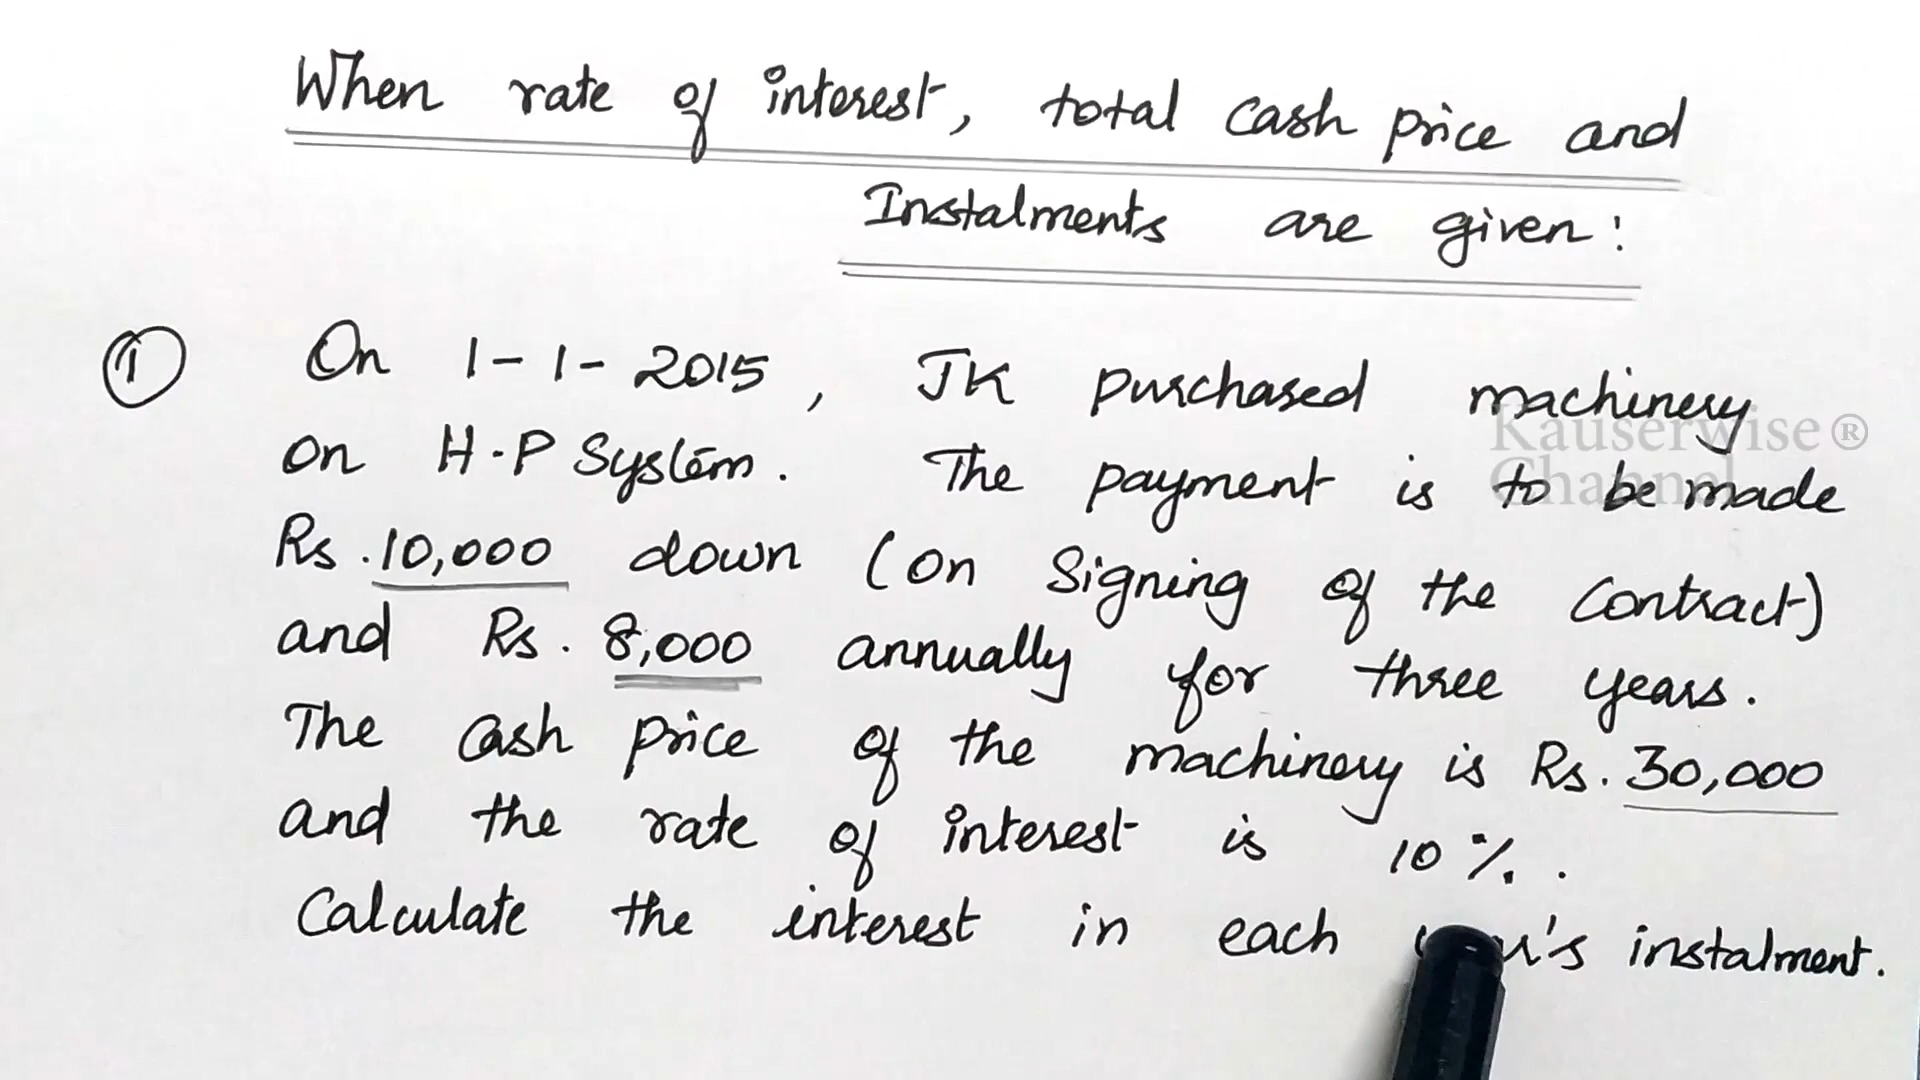 When rate of interest, total cash price and
Instalments are given:
① On 1-1-2015, JK purchased machinery
on H.P System. The payment is to be made
Rs. 10,000 down (on signing of the contract)
and Rs. 8,000 annually for three years.
The cash price of the machinery is Rs. 30,000
and the rate of interest is 10%.
Calculate the interest in each instalment.
Kauserwise®
Channel